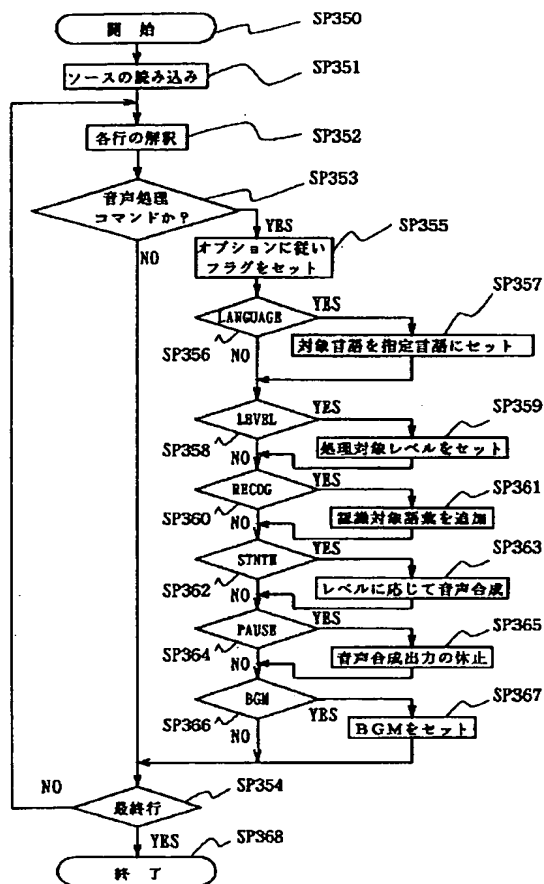 開 始
SP350
ソースの読み込み
SP351
各行の解釈
SP352
SP353
音声処理
コマンドか?
YES
SP355
NO
オプションに従い
フラグをセット
SP357
LANGUAGE
YES
対象言語を指定言語にセット
SP356
NO
LEVEL
YES
SP359
処理対象レベルをセット
SP358
NO
RECOG
YES
SP361
認識対象語彙を追加
SP360
NO
STNTH
YES
SP363
レベルに応じて音声合成
SP362
NO
PAUSE
YES
SP365
音声合成出力の休止
SP364
NO
BGM
YES
SP367
BGMをセット
SP366
NO
NO
SP354
最終行
YES
SP368
終 了